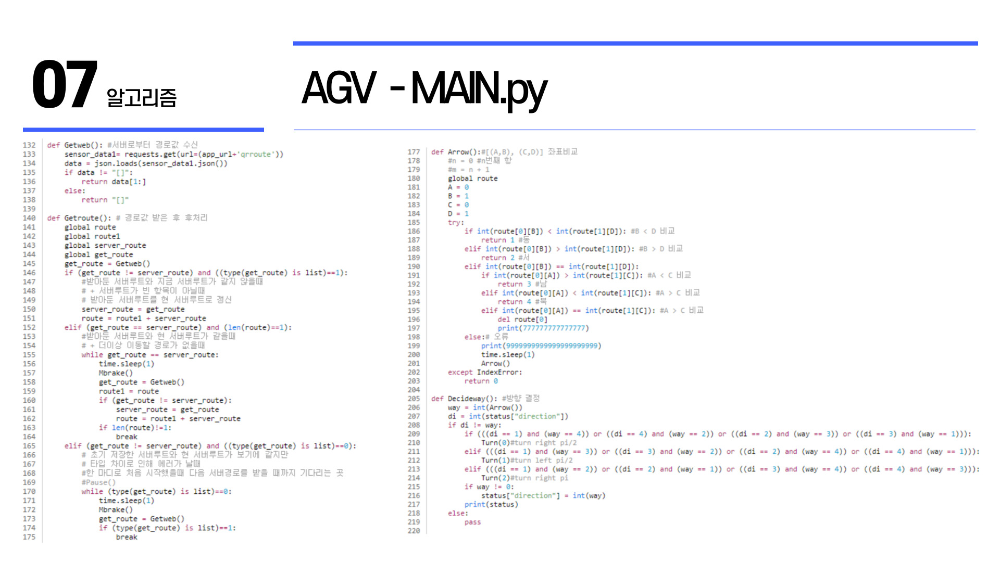 07 알고리즘
AGV - MAIN.py
132 def Getweb(): #서버로부터 경로값 수신
133     sensor_data1= requests.get(url=(app_url+'qrroute'))
134     data = json.loads(sensor_data1.json())
135     if data != "[]":
136         return data[1:]
137     else:
138         return "[]"
139
140 def Getroute(): # 경로값 받은 후 후처리
141     global route
142     global route1
143     global server_route
144     global get_route
145     get_route = Getweb()
146     if (get_route != server_route) and ((type(get_route) is list)==1):
147         #받아둔 서버루트와 지금 서버루트가 같지 않을때
148         # + 서버루트가 빈 항목이 아닐때
149         # 받아둔 서버루트를 현 서버루트로 갱신
150         server_route = get_route
151         route = route1 + server_route
152     elif (get_route == server_route) and (len(route)==1):
153         #받아둔 서버루트와 현 서버루트가 같을때
154         # + 더이상 이동할 경로가 없을때
155         while get_route == server_route:
156             time.sleep(1)
157             Mbrake()
158             get_route = Getweb()
159             route1 = route
160             if (get_route != server_route):
161                 server_route = get_route
162                 route = route1 + server_route
163             if len(route)!=1:
164                 break
165     elif (get_route != server_route) and ((type(get_route) is list)==0):
166         # 초기 저장한 서버루트와 현 서버루트가 보기에 같지만
167         # 타입 차이로 인해 에러가 날때
168         #한 마디로 처음 시작했을때 다음 서버경로를 받을 때까지 기다리는 곳
169         #Pause()
170         while (type(get_route) is list)==0:
171             time.sleep(1)
172             Mbrake()
173             get_route = Getweb()
174             if (type(get_route) is list)==1:
175                 break
177 def Arrow():#[(A,B), (C,D)] 좌표비교
178     #n = 0 #n번째 항
179     #m = n + 1
180     global route
181     A = 0
182     B = 1
183     C = 0
184     D = 1
185     try:
186         if int(route[0][B]) < int(route[1][D]): #B < D 비교
187             return 1 #동
188         elif int(route[0][B]) > int(route[1][D]): #B > D 비교
189             return 2 #서
190         elif int(route[0][B]) == int(route[1][D]):
191             if int(route[0][A]) > int(route[1][C]): #A < C 비교
192                 return 3 #남
193             elif int(route[0][A]) < int(route[1][C]): #A > C 비교
194                 return 4 #북
195             elif int(route[0][A]) == int(route[1][C]): #A > C 비교
196                 del route[0]
197                 print(777777777777777)
198         else:# 오류
199             print(9999999999999999999999)
200             time.sleep(1)
201             Arrow()
202     except IndexError:
203         return 0
204
205 def Decideway(): #방향 결정
206     way = int(Arrow())
207     di = int(status["direction"])
208     if di != way:
209         if (((di == 1) and (way == 4)) or ((di == 4) and (way == 2)) or ((di == 2) and (way == 3)) or ((di == 3) and (way == 1))):
210             Turn(0)#turn right pi/2
211         elif (((di == 1) and (way == 3)) or ((di == 3) and (way == 2)) or ((di == 2) and (way == 4)) or ((di == 4) and (way == 1))):
212             Turn(1)#turn left pi/2
213         elif (((di == 1) and (way == 2)) or ((di == 2) and (way == 1)) or ((di == 3) and (way == 4)) or ((di == 4) and (way == 3))):
214             Turn(2)#turn right pi
215         if way != 0:
216             status["direction"] = int(way)
217         print(status)
218     else:
219         pass
220